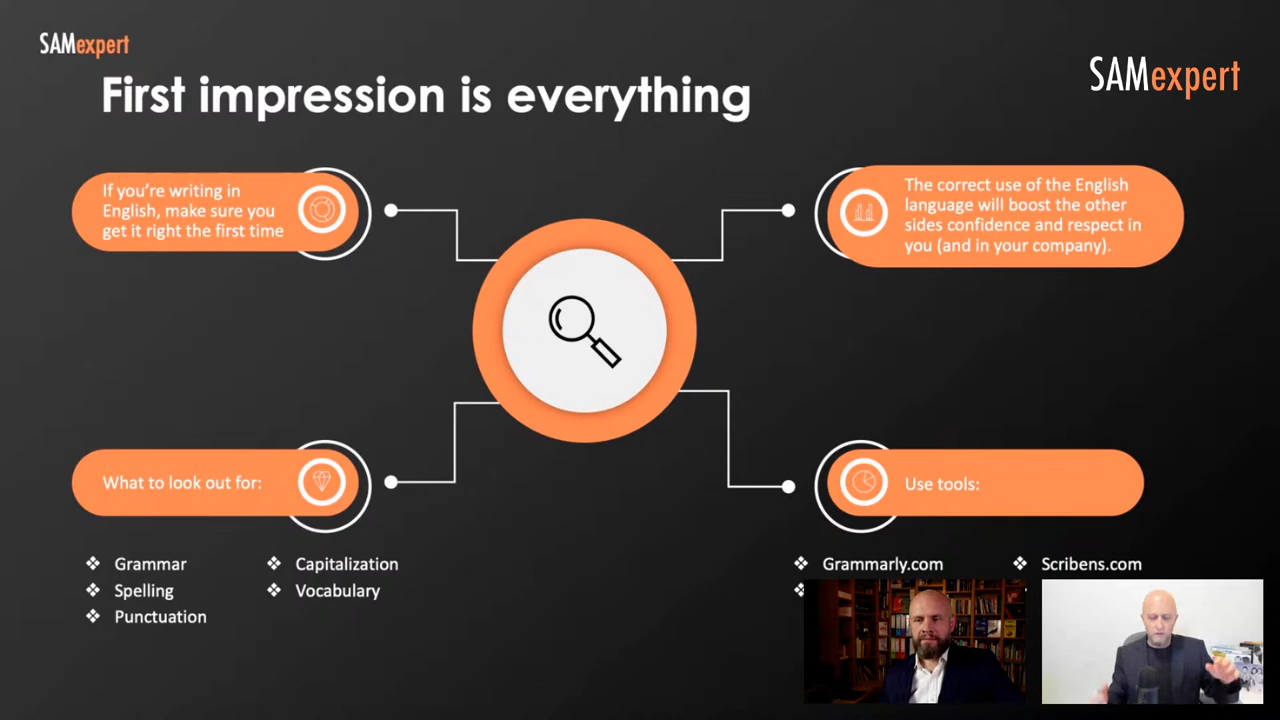 SAMexpert
SAMexpert
First impression is everything
If you're writing in
English, make sure you
get it right the first time
The correct use of the English
language will boost the other
sides confidence and respect in
you (and in your company).
What to look out for:
Use tools:
Grammar
Capitalization
Spelling
Vocabulary
Punctuation
Grammarly.com
Scribens.com